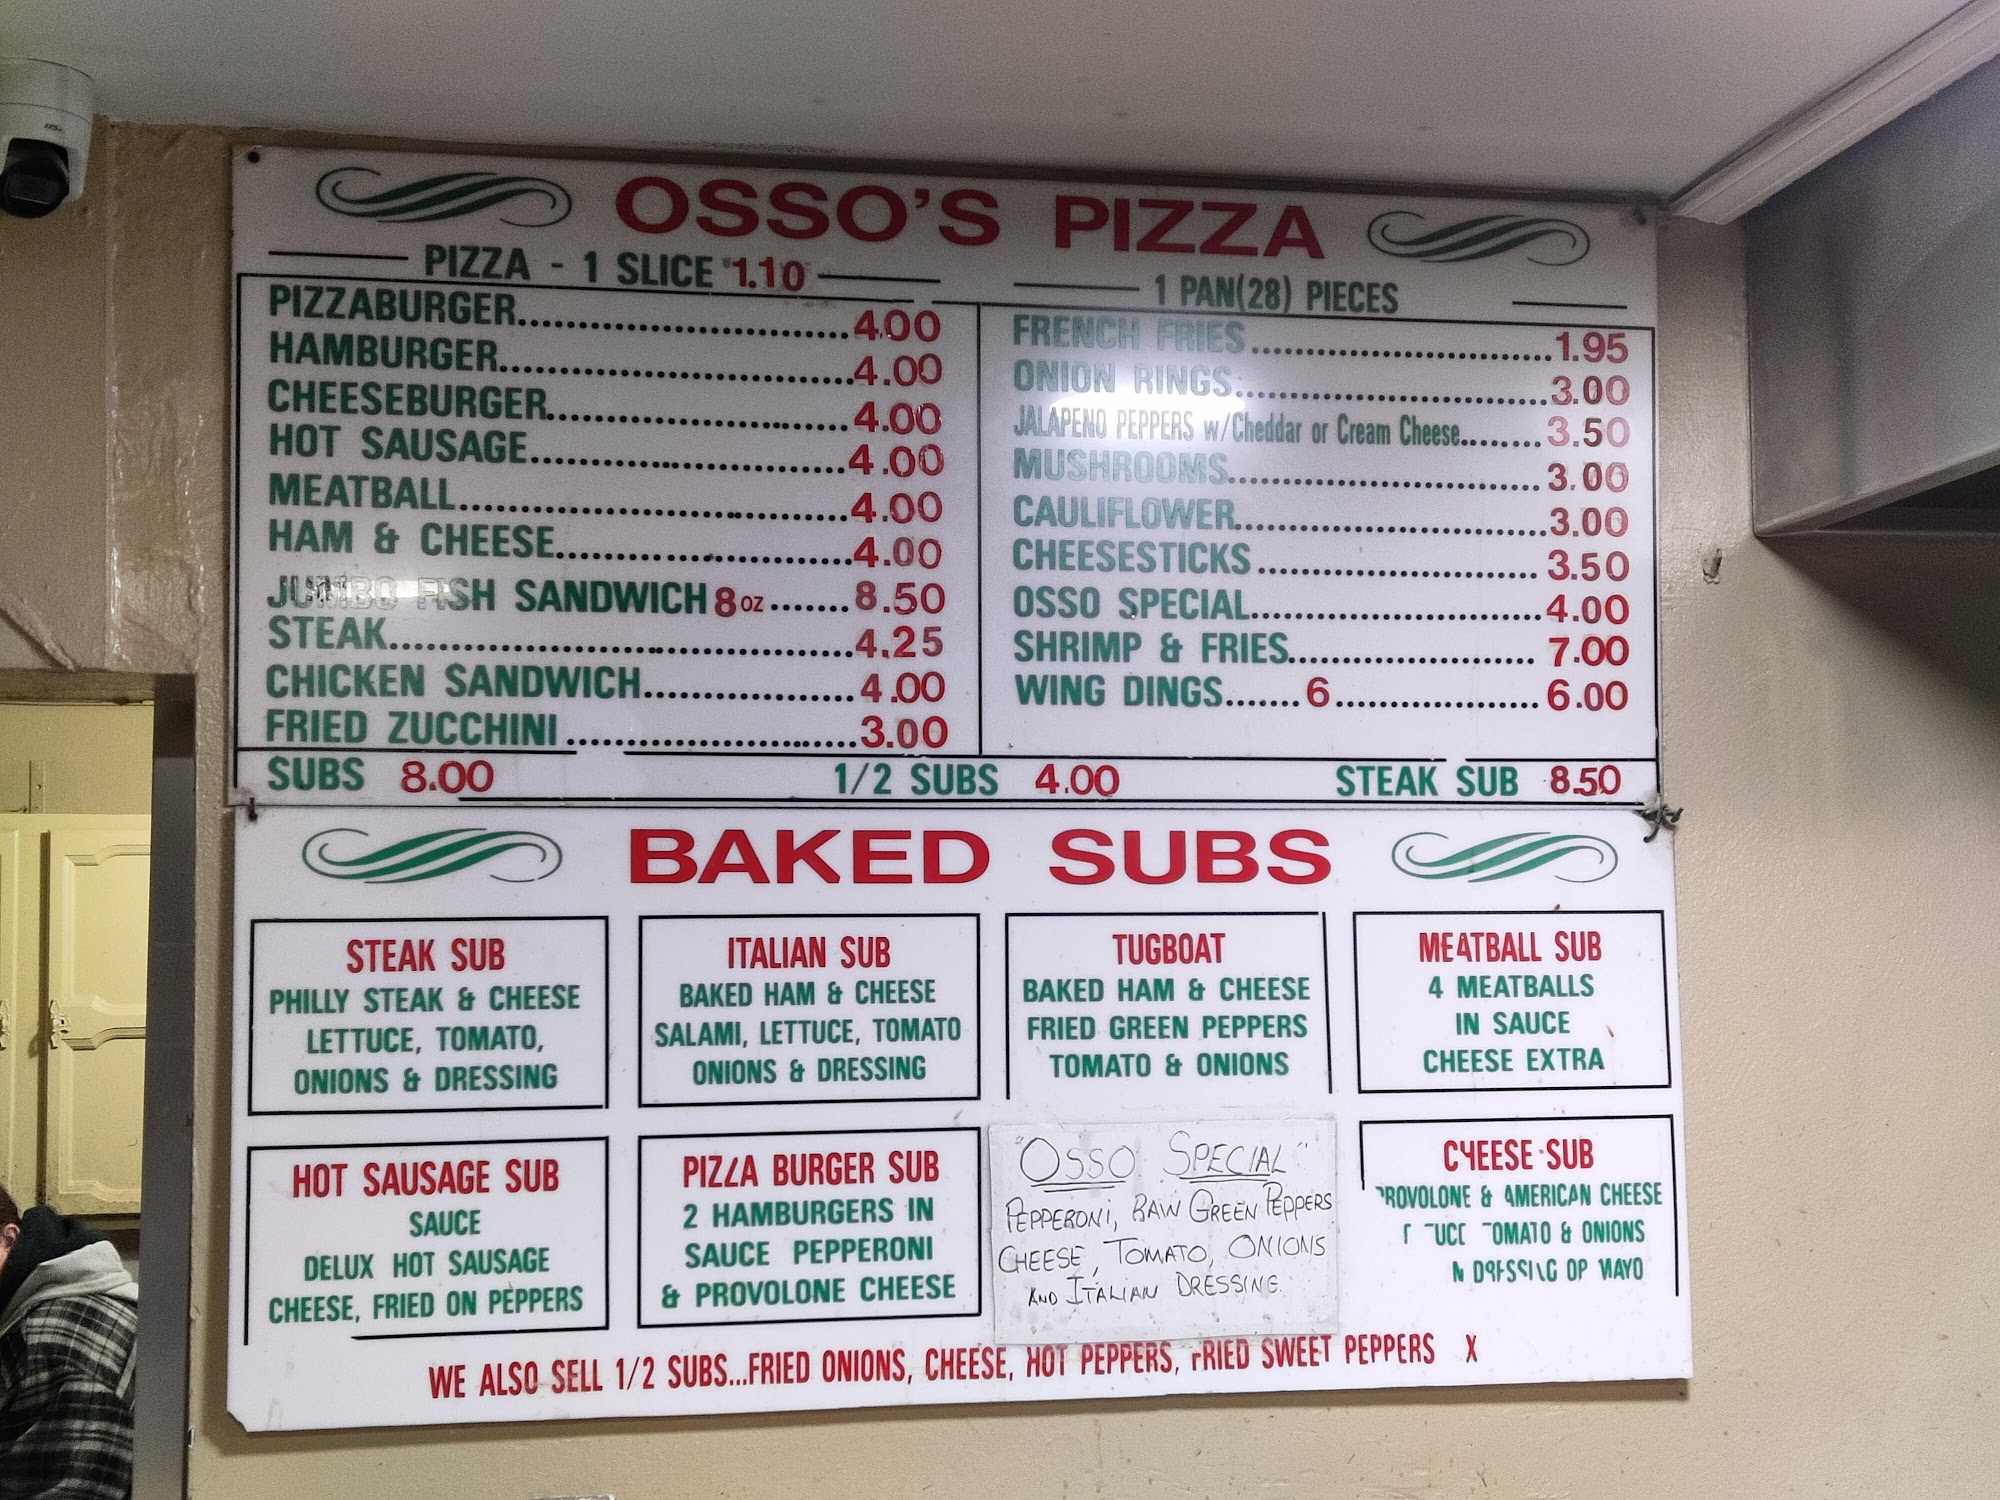 OSSO'S PIZZA
PIZZA - 1 SLICE 1.10
1 PAN(28) PIECES
PIZZABURGER 4.00
HAMBURGER 4.00
CHEESEBURGER 4.00
HOT SAUSAGE 4.00
MEATBALL 4.00
HAM & CHEESE 4.00
JUMBO FISH SANDWICH 8 OZ 8.50
STEAK 4.25
CHICKEN SANDWICH 4.00
FRIED ZUCCHINI 3.00
FRENCH FRIES 1.95
ONION RINGS 3.00
JALAPENO PEPPERS w/Cheddar or Cream Cheese 3.50
MUSHROOMS 3.00
CAULIFLOWER 3.00
CHEESESTICKS 3.50
OSSO SPECIAL 4.00
SHRIMP & FRIES 7.00
WING DINGS 6 6.00
SUBS 8.00 1/2 SUBS 4.00 STEAK SUB 8.50
BAKED SUBS
STEAK SUB
PHILLY STEAK & CHEESE
LETTUCE, TOMATO,
ONIONS & DRESSING
ITALIAN SUB
BAKED HAM & CHEESE
SALAMI, LETTUCE, TOMATO
ONIONS & DRESSING
TUGBOAT
BAKED HAM & CHEESE
FRIED GREEN PEPPERS
TOMATO & ONIONS
MEATBALL SUB
4 MEATBALLS
IN SAUCE
CHEESE EXTRA
HOT SAUSAGE SUB
SAUCE
DELUX HOT SAUSAGE
CHEESE, FRIED ON PEPPERS
PIZZA BURGER SUB
2 HAMBURGERS IN
SAUCE PEPPERONI
& PROVOLONE CHEESE
"OSSO SPECIAL"
PEPPERONI, RAW GREEN PEPPERS
CHEESE, TOMATO, ONIONS
AND ITALIAN DRESSING.
CHEESE SUB
PROVOLONE & AMERICAN CHEESE
TOMATO & ONIONS
MAYO
WE ALSO SELL 1/2 SUBS...FRIED ONIONS, CHEESE, HOT PEPPERS, FRIED SWEET PEPPERS X